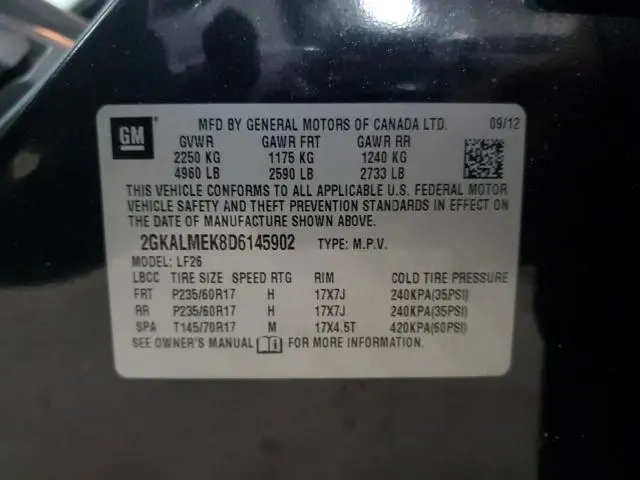 GM
MFD BY GENERAL MOTORS OF CANADA LTD. 09/12
GVWR GAWR FRT GAWR RR
2250 KG 1175 KG 1240 KG
4960 LB 2590 LB 2733 LB
THIS VEHICLE CONFORMS TO ALL APPLICABLE U.S. FEDERAL MOTOR
VEHICLE SAFETY AND THEFT PREVENTION STANDARDS IN EFFECT ON
THE DATE OF MANUFACTURE SHOWN ABOVE.
2GKALMEK8D6145902 TYPE: M.P.V.
MODEL: LF26
LBCC TIRE SIZE SPEED RTG RIM COLD TIRE PRESSURE
FRT P235/60R17 H 17X7J 240KPA(35PSI)
RR P235/60R17 H 17X7J 240KPA(35PSI)
SPA T145/70R17 M 17X4.5T 420KPA(60PSI)
SEE OWNER'S MANUAL FOR MORE INFORMATION.